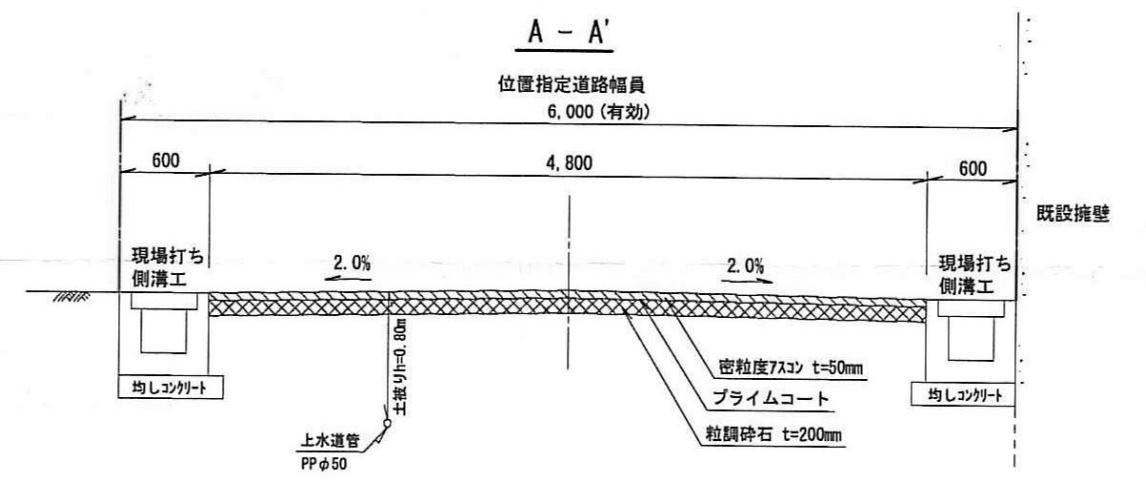 A - A'
位置指定道路幅員
6,000 (有効)
600
4,800
600
既設擁壁
現場打ち
側溝工
2.0%
2.0%
現場打ち
側溝工
土被りh=0.80m
密粒度アスコン t=50mm
プライムコート
粒調砕石 t=200mm
均しコンクリート
均しコンクリート
上水道管
PPφ50